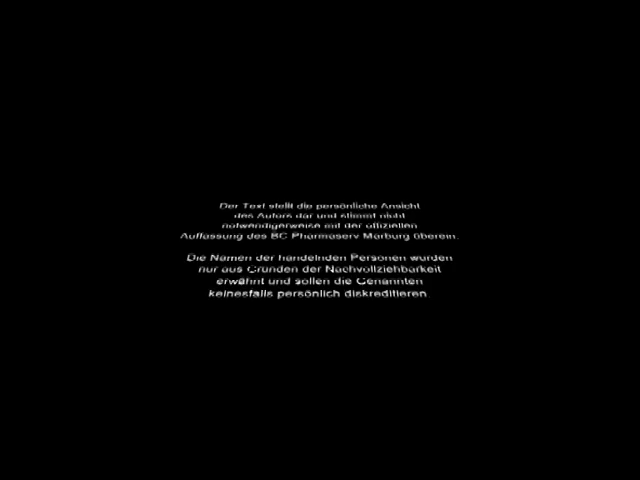 Der Text stellt die persönliche Ansicht
des Autors dar und stimmt nicht
notwendigerweise mit der offiziellen
Auffassung des BC Pharmaserv Marburg überein.
Die Namen der handelnden Personen wurden
nur aus Gründen der Nachvollziehbarkeit
erwähnt und sollen die Genannten
keinesfalls persönlich diskreditieren.